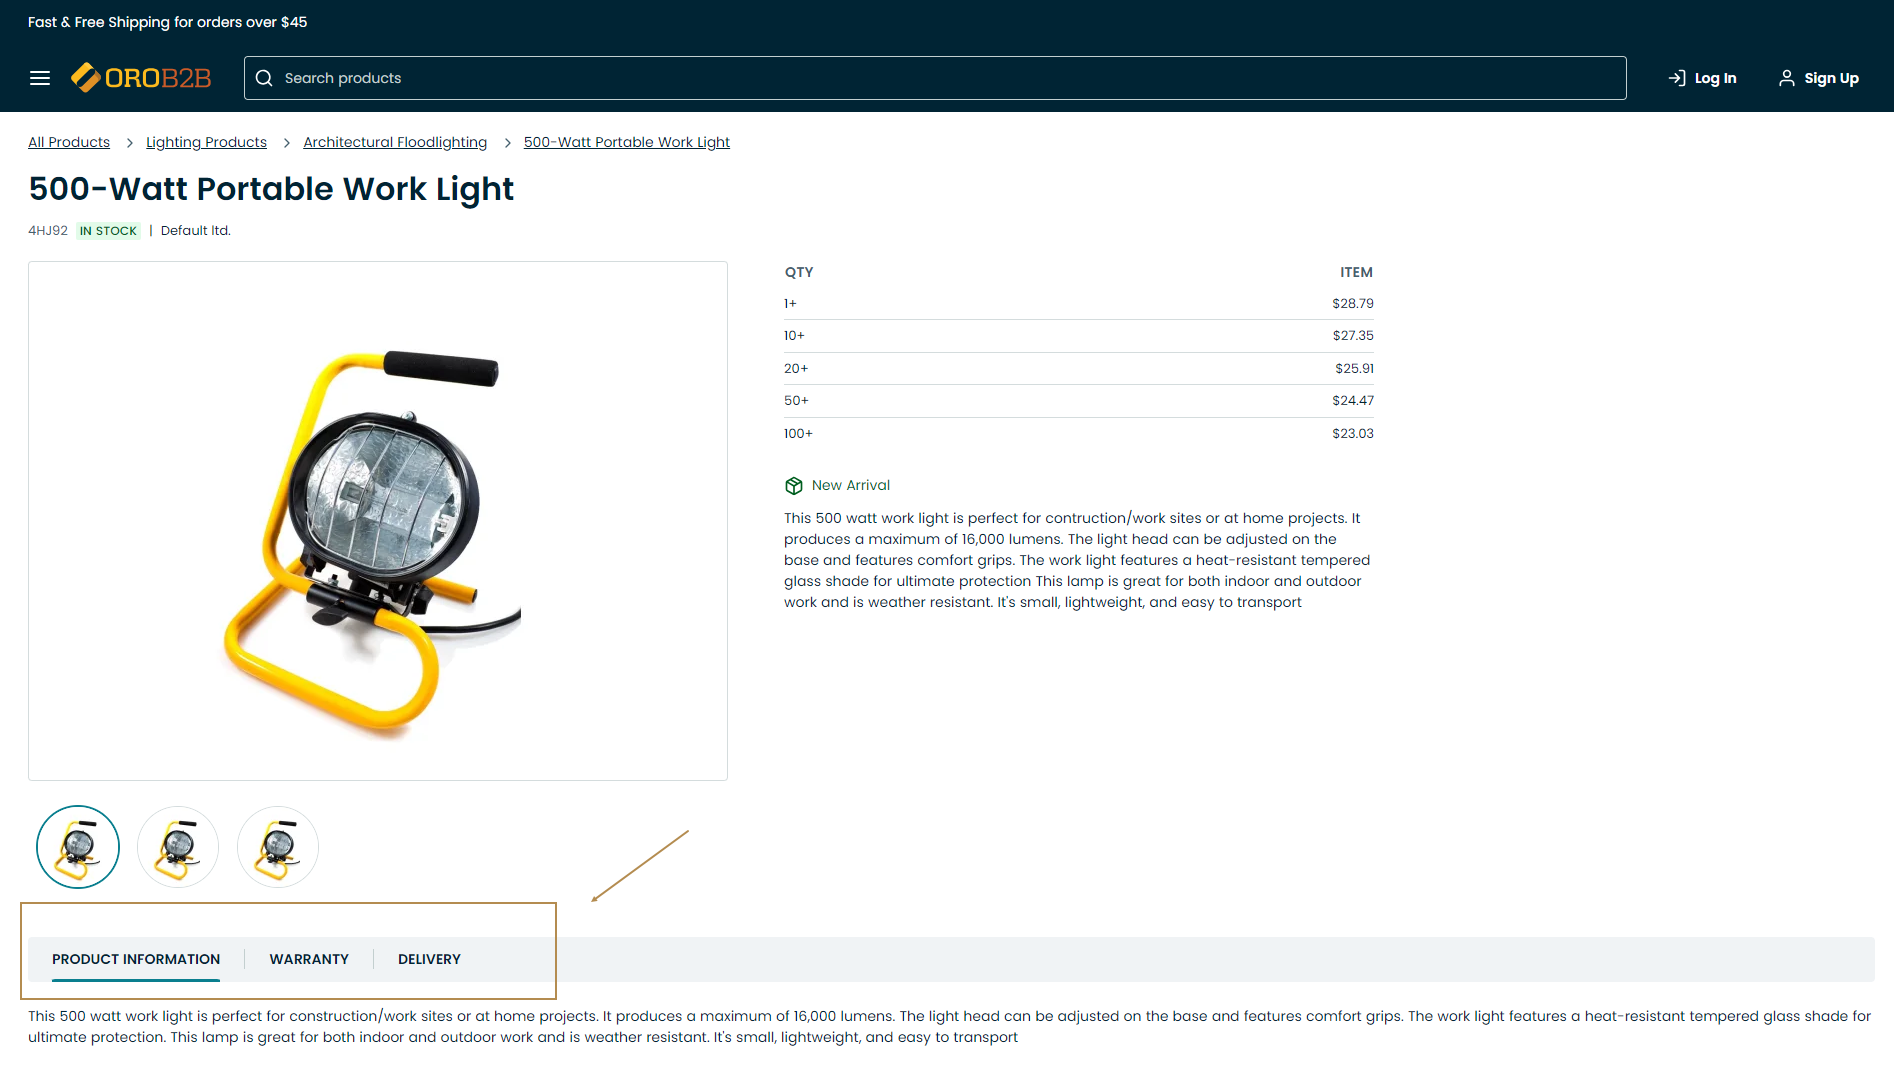 Fast & Free Shipping for orders over $45
OROB2B
Search products
Log In
Sign Up
All Products > Lighting Products > Architectural Floodlighting > 500-Watt Portable Work Light
500-Watt Portable Work Light
4HJ92 IN STOCK | Default ltd.
QTY ITEM
1+ $28.79
10+ $27.35
20+ $25.91
50+ $24.47
100+ $23.03
New Arrival
This 500 watt work light is perfect for contruction/work sites or at home projects. It
produces a maximum of 16,000 lumens. The light head can be adjusted on the
base and features comfort grips. The work light features a heat-resistant tempered
glass shade for ultimate protection This lamp is great for both indoor and outdoor
work and is weather resistant. It's small, lightweight, and easy to transport
PRODUCT INFORMATION
WARRANTY
DELIVERY
This 500 watt work light is perfect for construction/work sites or at home projects. It produces a maximum of 16,000 lumens. The light head can be adjusted on the base and features comfort grips. The work light features a heat-resistant tempered glass shade for
ultimate protection. This lamp is great for both indoor and outdoor work and is weather resistant. It's small, lightweight, and easy to transport